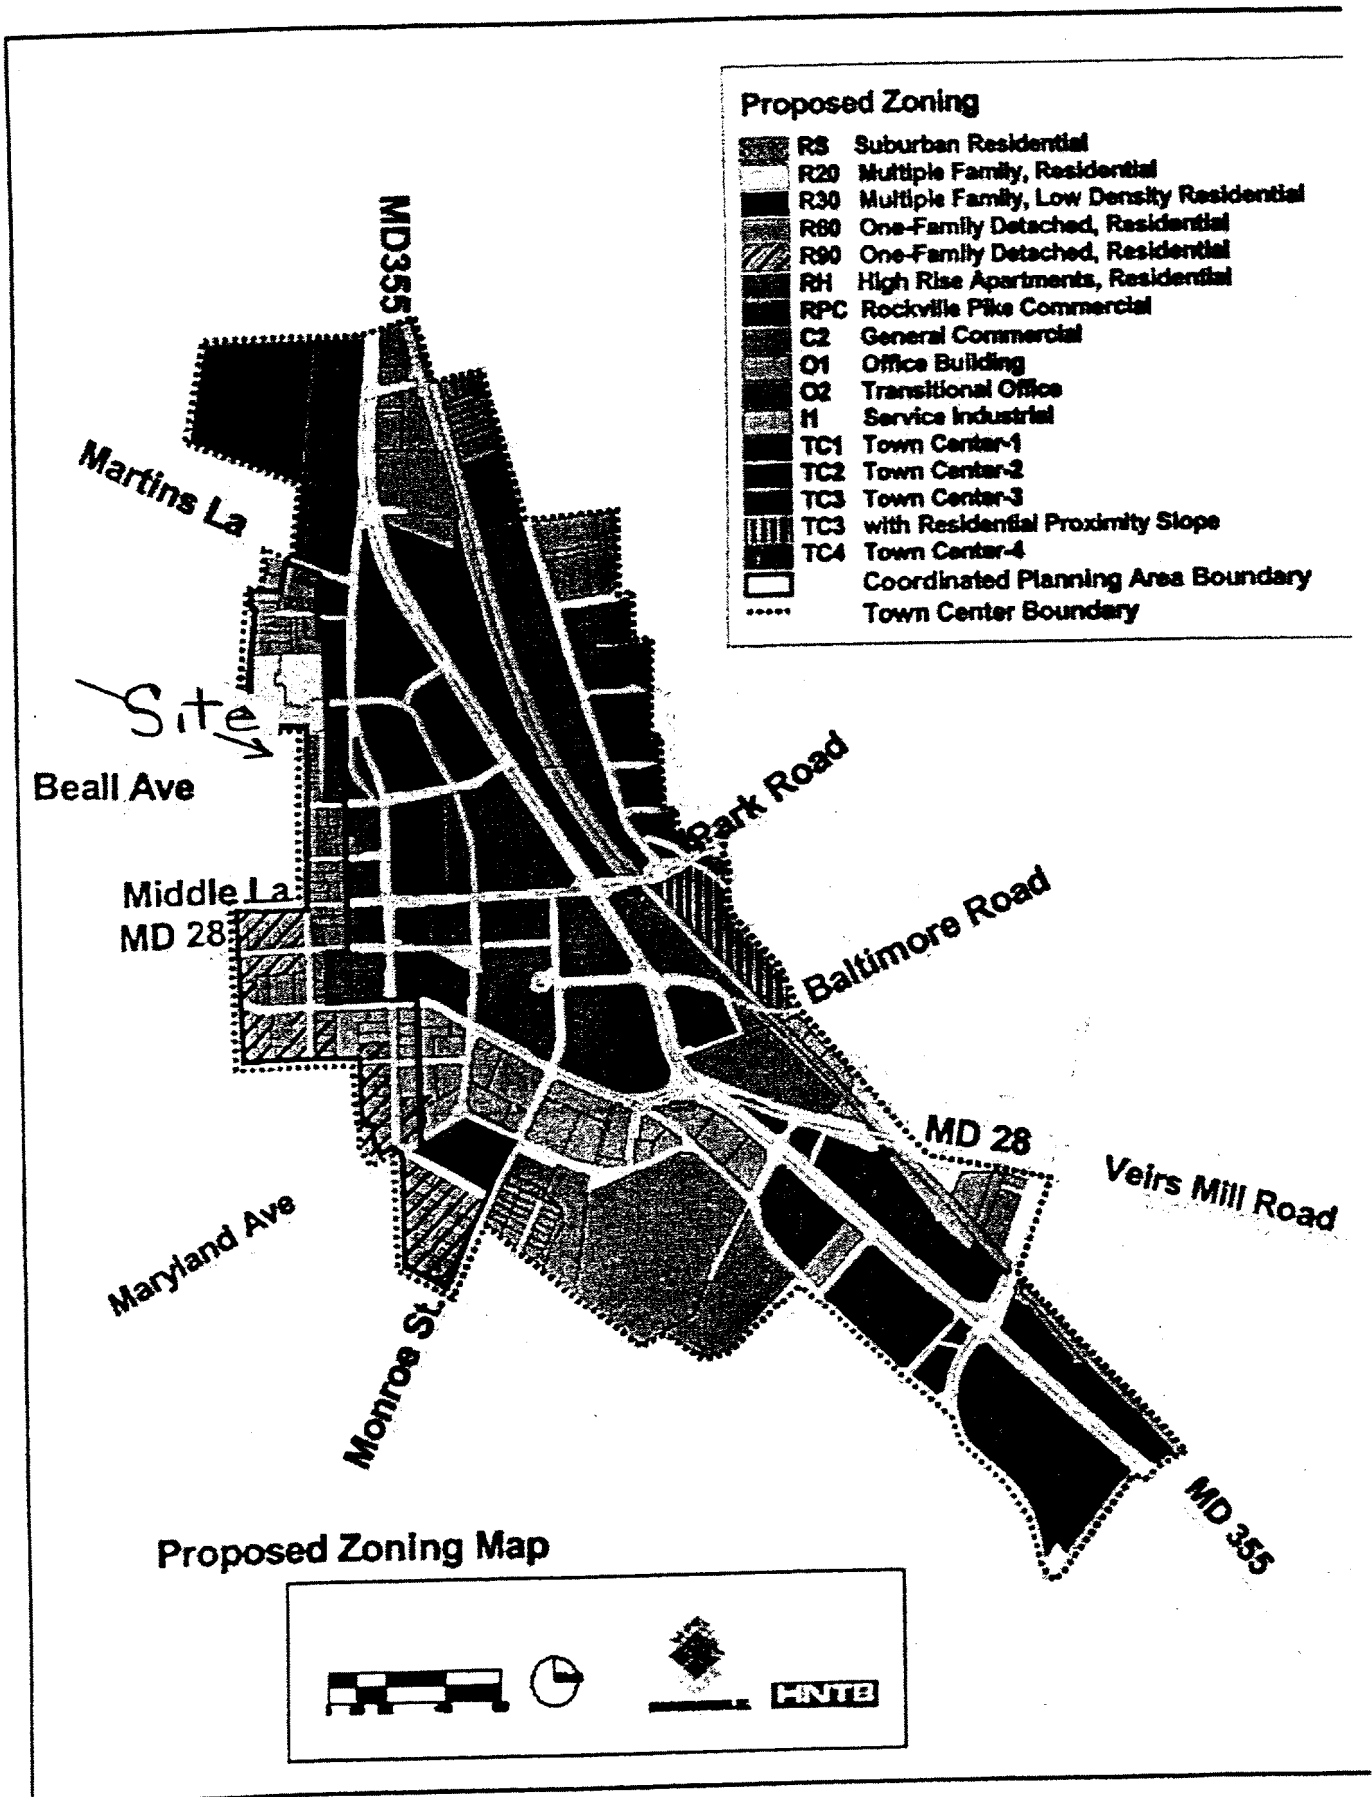 Proposed Zoning
RS Suburban Residential
R20 Multiple Family, Residential
R30 Multiple Family, Low Density Residential
R60 One-Family Detached, Residential
R90 One-Family Detached, Residential
RH High Rise Apartments, Residential
RPC Rockville Pike Commercial
C2 General Commercial
O1 Office Building
O2 Transitional Office
I1 Service Industrial
TC1 Town Center-1
TC2 Town Center-2
TC3 Town Center-3
TC3 with Residential Proximity Slope
TC4 Town Center-4
Coordinated Planning Area Boundary
Town Center Boundary
MD355
Martins La
Site
Beall Ave
Park Road
Middle La
MD 28
Baltimore Road
MD 28
Veirs Mill Road
Maryland Ave
Monroe St
MD 355
Proposed Zoning Map
HNTB